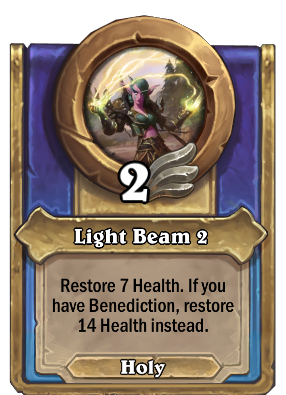 2
Light Beam 2
Restore 7 Health. If you
have Benediction, restore
14 Health instead.
Holy